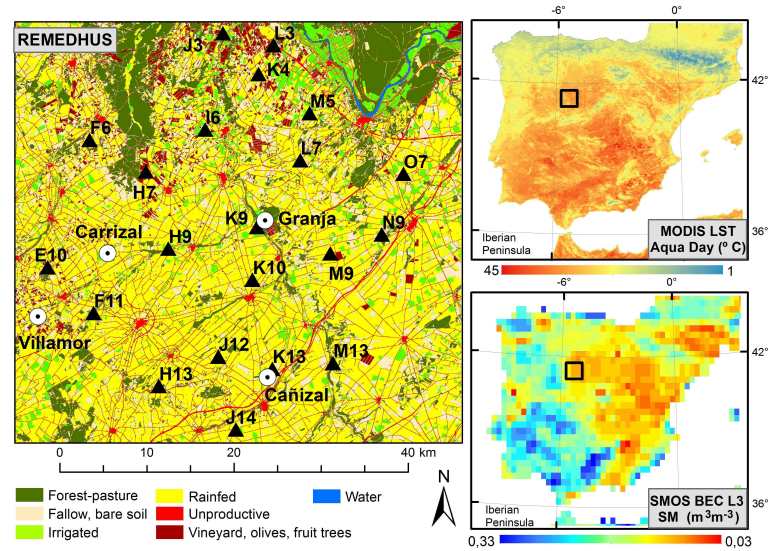 REMEDHUS
J3
L3
K4
M5
I6
F6
L7
O7
H7
K9
Granja
N9
Carrizal
H9
M9
E10
K10
F11
Villamor
J12
K13
M13
H13
Cañizal
J14
0 10 20 30 40 km
N
Forest-pasture
Fallow, bare soil
Irrigated
Rainfed
Unproductive
Vineyard, olives, fruit trees
Water
-6° 0°
42°
36°
Iberian
Peninsula
MODIS LST
Aqua Day (º C)
45 1
-6° 0°
42°
36°
Iberian
Peninsula
SMOS BEC L3
SM (m3m-3)
0,33 0,03